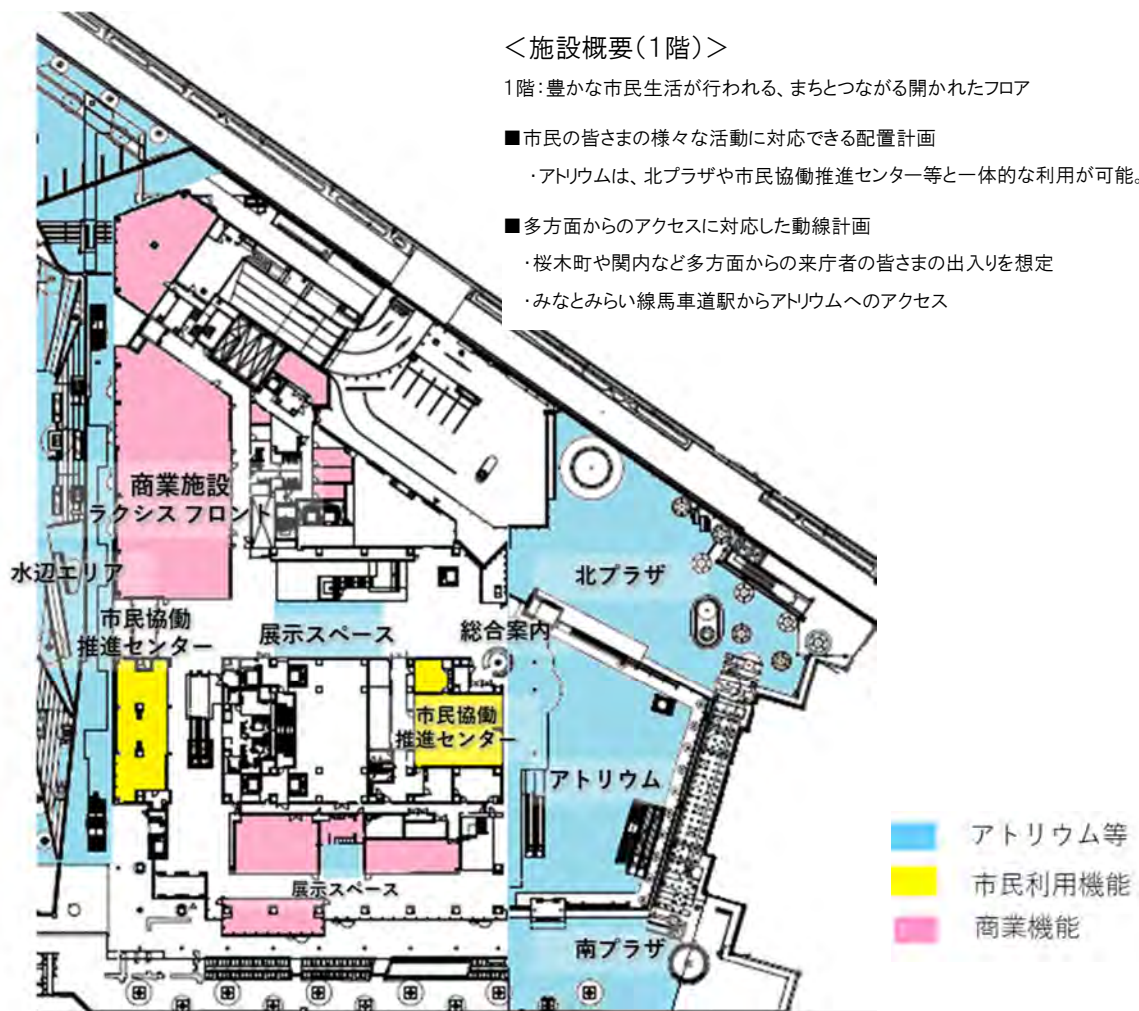 ＜施設概要(1階)＞
1階:豊かな市民生活が行われる、まちとつながる開かれたフロア
■市民の皆さまの様々な活動に対応できる配置計画
・アトリウムは、北プラザや市民協働推進センター等と一体的な利用が可能。
■多方面からのアクセスに対応した動線計画
・桜木町や関内など多方面からの来庁者の皆さまの出入りを想定
・みなとみらい線馬車道駅からアトリウムへのアクセス
商業施設
ラクシス フロント
水辺エリア
北プラザ
市民協働
推進センター
展示スペース
総合案内
市民協働
推進センター
アトリウム
展示スペース
南プラザ
アトリウム等
市民利用機能
商業機能